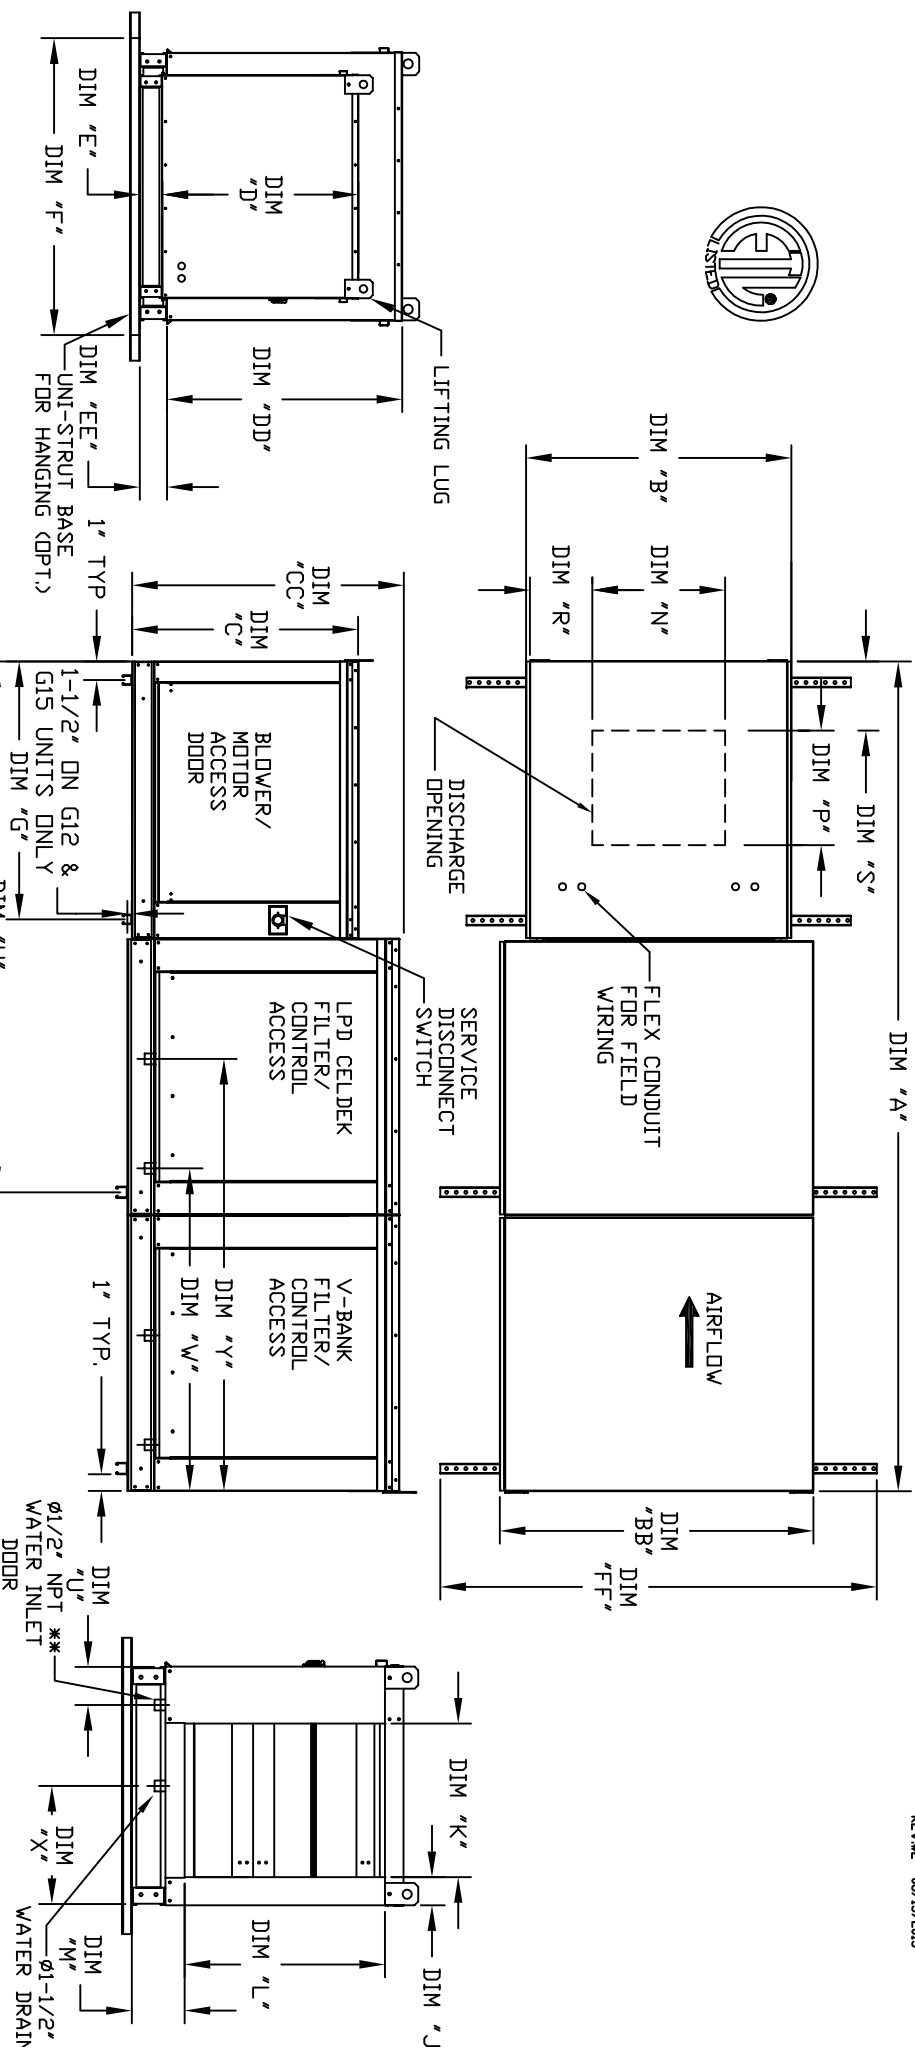 LISTED
DIM "E"
DIM "F"
DIM
"D"
LIFTING LUG
DIM "DD"
DIM "EE"
UNI-STRUT BASE
FOR HANGING (OPT.)
DIM "B"
DIM "R"
DIM "N"
DIM "P"
DIM "S"
DIM "A"
DISCHARGE
OPENING
FLEX CONDUIT
FOR FIELD
WIRING
AIRFLOW
DIM
"BB"
DIM
"FF"
1" TYP
DIM
"CC"
DIM
"C"
BLOWER/
MOTOR
ACCESS
DOOR
1-1/2" ON G12 &
G15 UNITS ONLY
DIM "G"
SERVICE
DISCONNECT
SWITCH
LPD CELDEK
FILTER/
CONTROL
ACCESS
V-BANK
FILTER/
CONTROL
ACCESS
DIM "Y"
DIM "W"
1" TYP.
DIM
"U"
ø1/2" NPT **
WATER INLET
DOOR
DIM "K"
DIM "J
DIM "L"
DIM
"M"
DIM
"X"
ø1-1/2"
WATER DRAIN